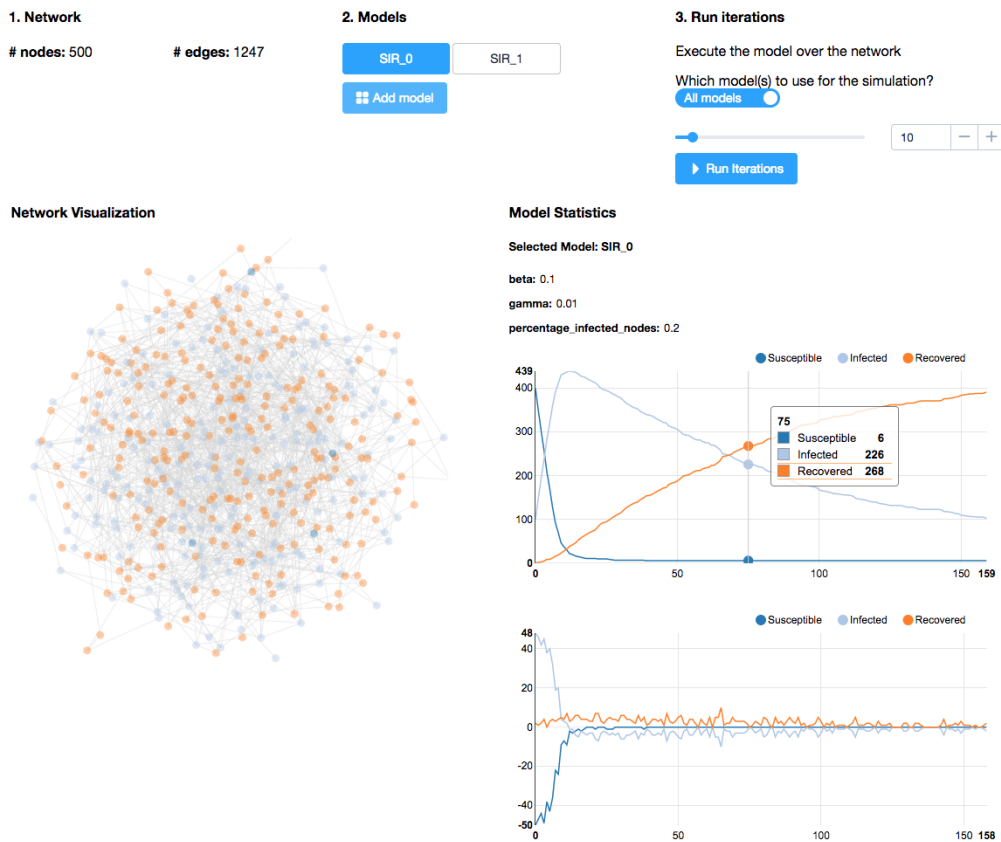 1. Network
# nodes: 500 # edges: 1247
2. Models
SIR_0 SIR_1
Add model
3. Run iterations
Execute the model over the network
Which model(s) to use for the simulation?
All models
10 − +
Run Iterations
Network Visualization
Model Statistics
Selected Model: SIR_0
beta: 0.1
gamma: 0.01
percentage_infected_nodes: 0.2
Susceptible Infected Recovered
439
400
300
200
100
0
0 50 100 150 159
75
Susceptible 6
Infected 226
Recovered 268
Susceptible Infected Recovered
48
40
20
0
-20
-40
-50
0 50 100 150 158